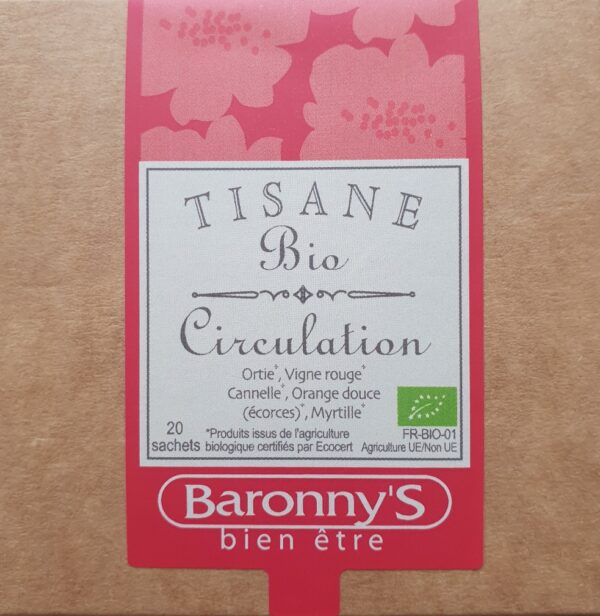 TISANE
Bio
Circulation
Ortie⁺, Vigne rouge⁺
Cannelle⁺, Orange douce
(écorces)⁺, Myrtille⁺
20
sachets
*Produits issus de l'agriculture
biologique certifiés par Ecocert
FR-BIO-01
Agriculture UE/Non UE
Baronny'S
bien être